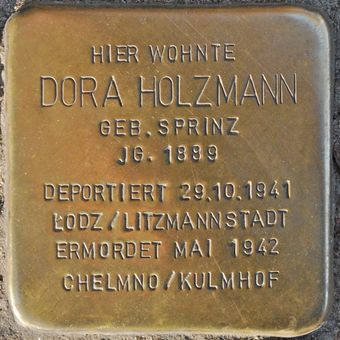 HIER WOHNTE
DORA HOLZMANN
GEB. SPRINZ
JG. 1889
DEPORTIERT 29.10.1941
ŁODZ/LITZMANNSTADT
ERMORDET MAI 1942
CHELMNO/KULMHOF